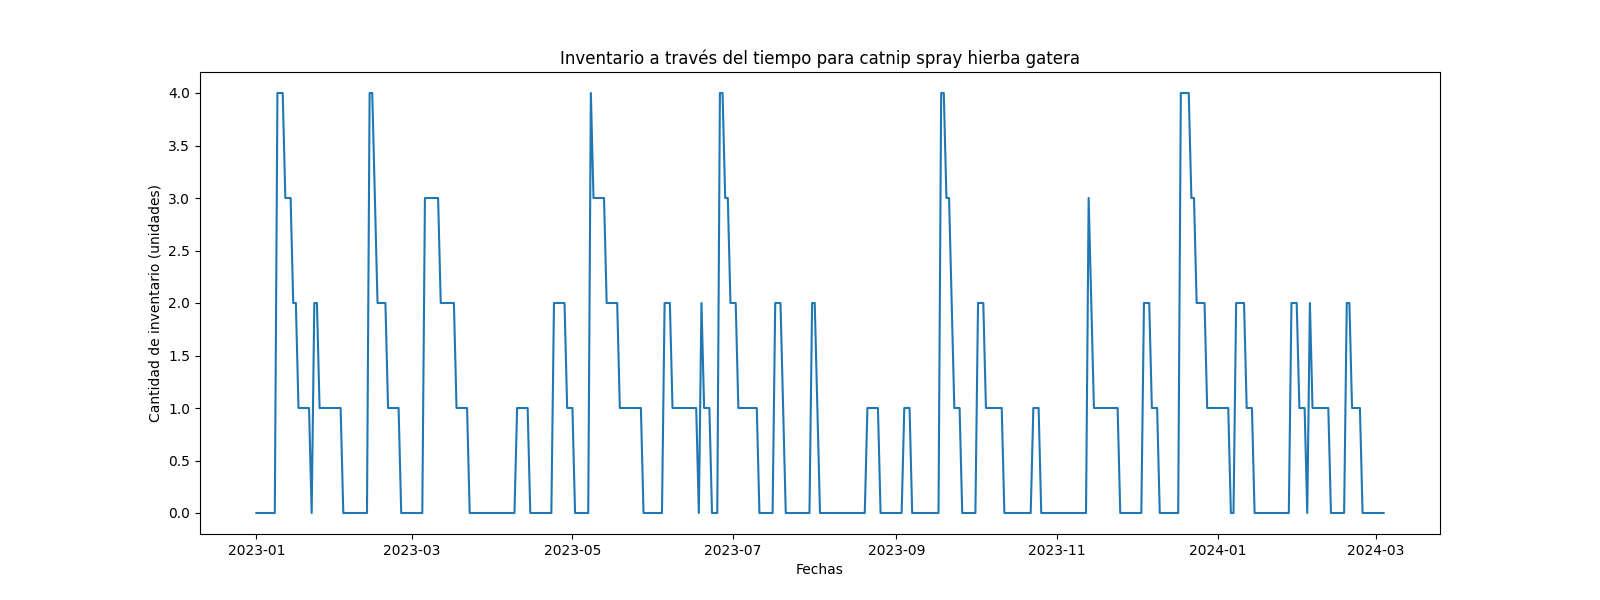 Inventario a través del tiempo para catnip spray hierba gatera
Cantidad de inventario (unidades)
4.0
3.5
3.0
2.5
2.0
1.5
1.0
0.5
0.0
2023-01 2023-03 2023-05 2023-07 2023-09 2023-11 2024-01 2024-03
Fechas